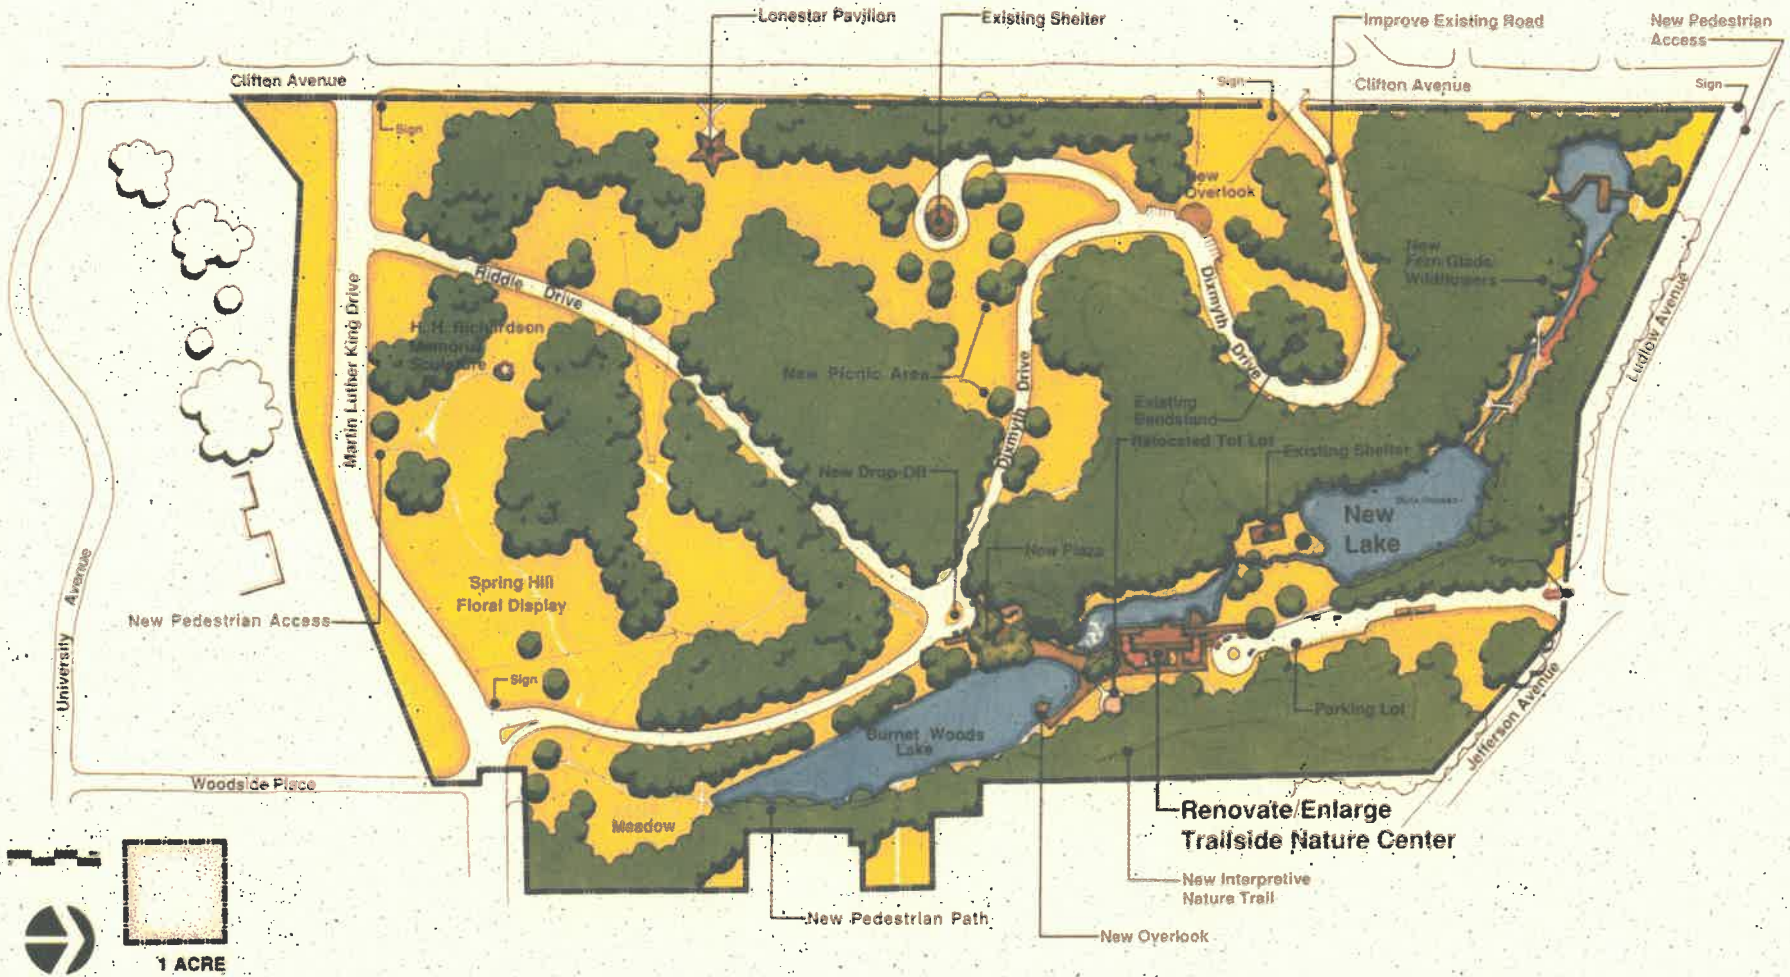 Lonestar Pavilion
Existing Shelter
Improve Existing Road
New Pedestrian
Access
Clifton Avenue
Sign
Clifton Avenue
Sign
Sign
New
Overlook
New
Fern Glade
Wildflowers
Riddle Drive
Martin Luther King Drive
H. H. Richardson
Memorial
Sculpture
Dixmyth Drive
Ludlow Avenue
New Picnic Area
Dixmyth Drive
Existing
Bandstand
Relocated Tot Lot
Existing Shelter
New Drop-Off
New
Lake
New Plaza
Spring Hill
Floral Display
New Pedestrian Access
University Avenue
Sign
Parking Lot
Jefferson Avenue
Burnet Woods
Lake
Woodside Place
Meadow
Renovate/Enlarge
Trailside Nature Center
New Interpretive
Nature Trail
New Pedestrian Path
New Overlook
1 ACRE